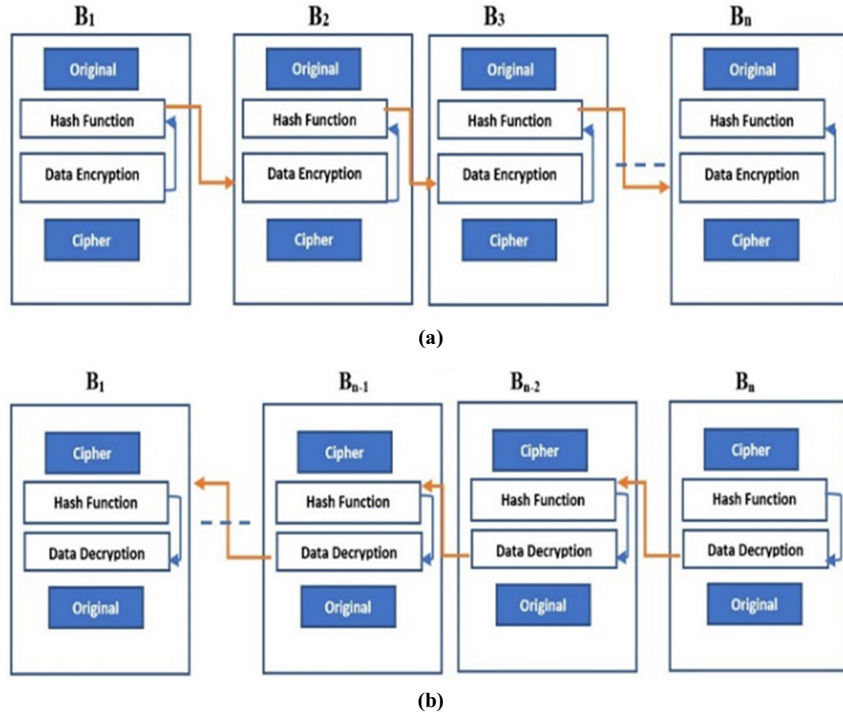 B₁ B₂ B₃ Bₙ
Original Original Original Original
Hash Function Hash Function Hash Function Hash Function
Data Encryption Data Encryption Data Encryption Data Encryption
Cipher Cipher Cipher Cipher
(a)
B₁ Bₙ₋₁ Bₙ₋₂ Bₙ
Cipher Cipher Cipher Cipher
Hash Function Hash Function Hash Function Hash Function
Data Decryption Data Decryption Data Decryption Data Decryption
Original Original Original Original
(b)